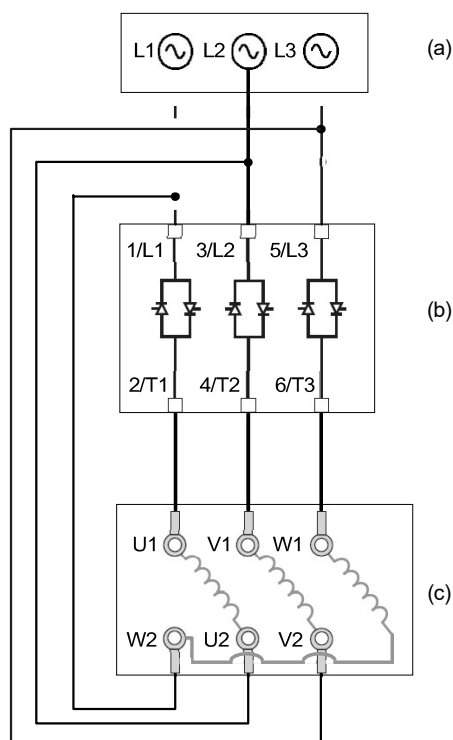 L1 L2 L3 (a)
1/L1 3/L2 5/L3
(b)
2/T1 4/T2 6/T3
U1 V1 W1
(c)
W2 U2 V2